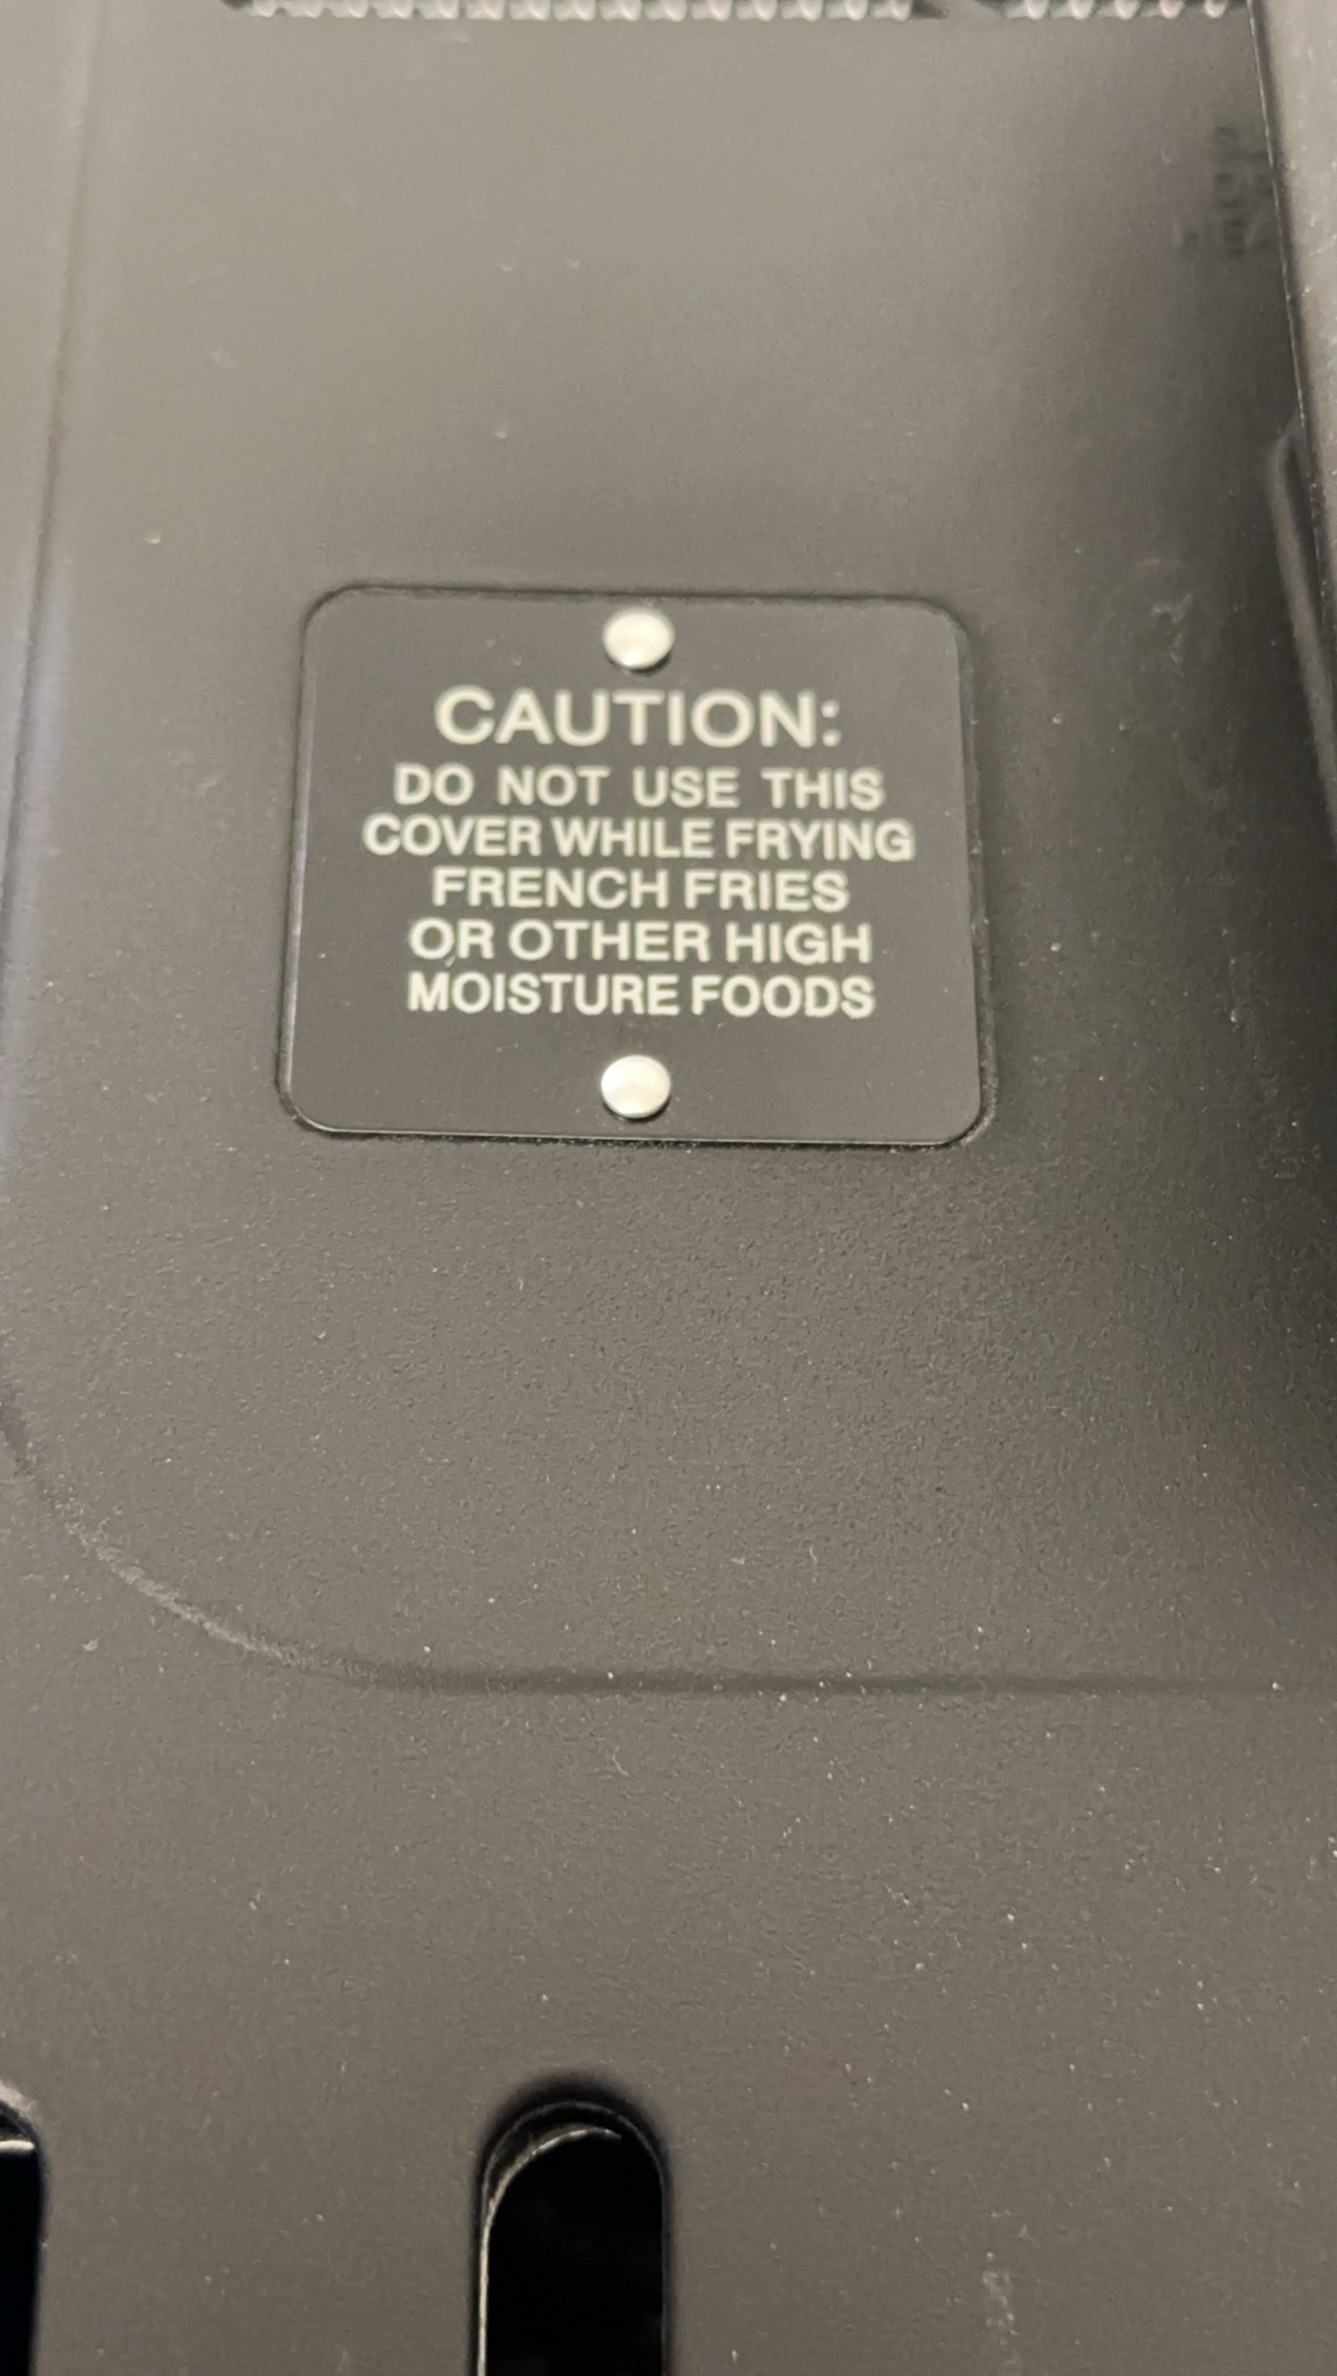 CAUTION:
DO NOT USE THIS
COVER WHILE FRYING
FRENCH FRIES
OR OTHER HIGH
MOISTURE FOODS